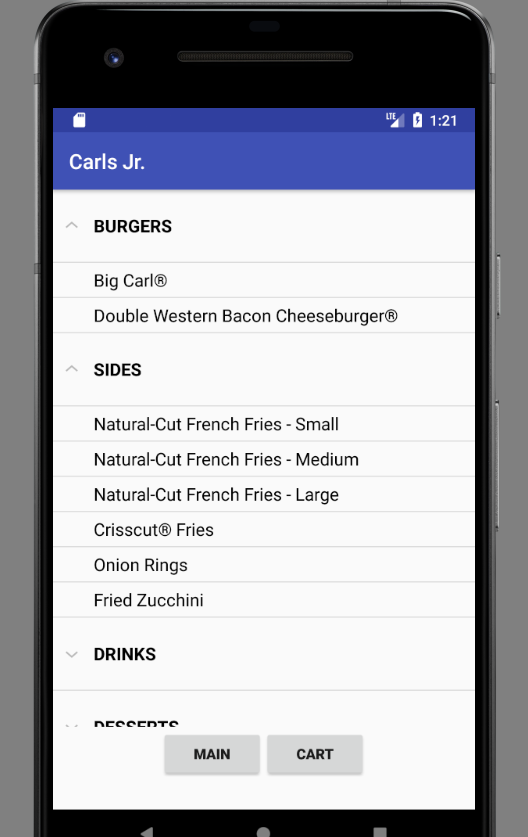 LTE 1:21
Carls Jr.
BURGERS
Big Carl®
Double Western Bacon Cheeseburger®
SIDES
Natural-Cut French Fries - Small
Natural-Cut French Fries - Medium
Natural-Cut French Fries - Large
Crisscut® Fries
Onion Rings
Fried Zucchini
DRINKS
DESSERTS
MAIN CART